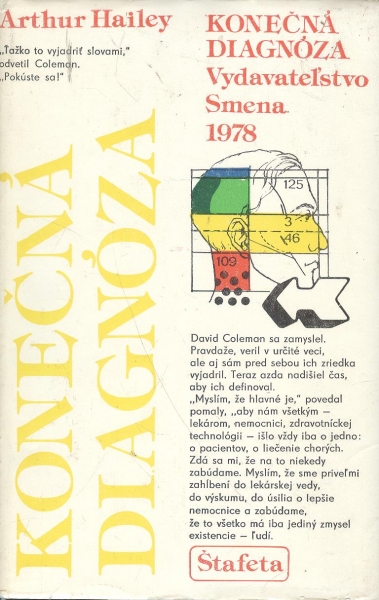 Arthur Hailey
„Ťažko to vyjadriť slovami,“
odvetil Coleman.
„Pokúste sa!“
KONEČNÁ
DIAGNÓZA
KONEČNÁ
DIAGNÓZA
Vydavateľstvo
Smena
1978
125
3
46
109
David Coleman sa zamyslel.
Pravdaže, veril v určité veci,
ale aj sám pred sebou ich zriedka
vyjadril. Teraz azda nadišiel čas,
aby ich definoval.
„Myslím, že hlavné je,“ povedal
pomaly, „aby nám všetkým –
lekárom, nemocnici, zdravotníckej
technológii – išlo vždy iba o jedno:
o pacientov, o liečenie chorých.
Zdá sa mi, že na to niekedy
zabúdame. Myslím, že sme priveľmi
zahĺbení do lekárskej vedy,
do výskumu, do úsilia o lepšie
nemocnice a zabúdame,
že to všetko má iba jediný zmysel
existencie – ľudí.
Štafeta